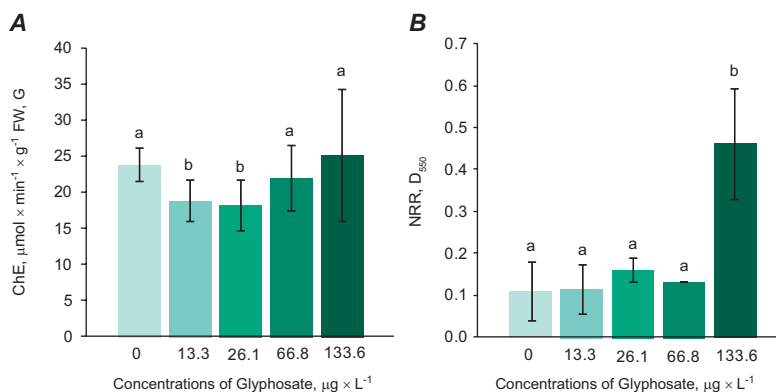 A
ChE, μmol × min⁻¹ × g⁻¹ FW, G
40
35
30
25
20
15
10
5
0
a
b
b
a
a
0 13.3 26.1 66.8 133.6
Concentrations of Glyphosate, μg × L⁻¹
B
NRR, D₅₅₀
0.7
0.6
0.5
0.4
0.3
0.2
0.1
0.0
a
a
a
a
b
0 13.3 26.1 66.8 133.6
Concentrations of Glyphosate, μg × L⁻¹